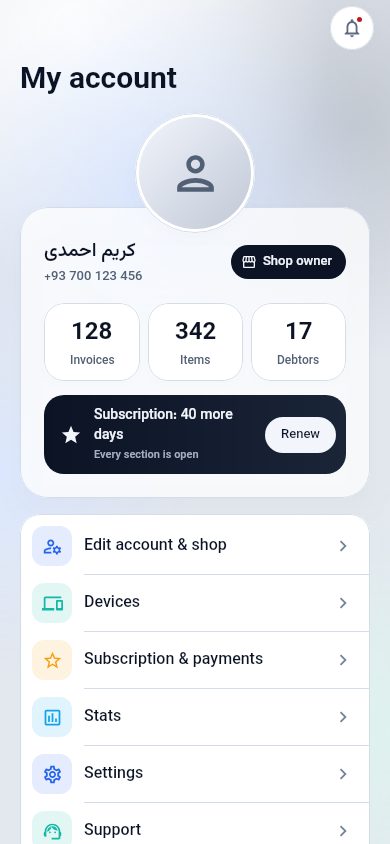 My account
کریم احمدی
+93 700 123 456
Shop owner
128
Invoices
342
Items
17
Debtors
Subscription: 40 more
days
Every section is open
Renew
Edit account & shop
Devices
Subscription & payments
Stats
Settings
Support